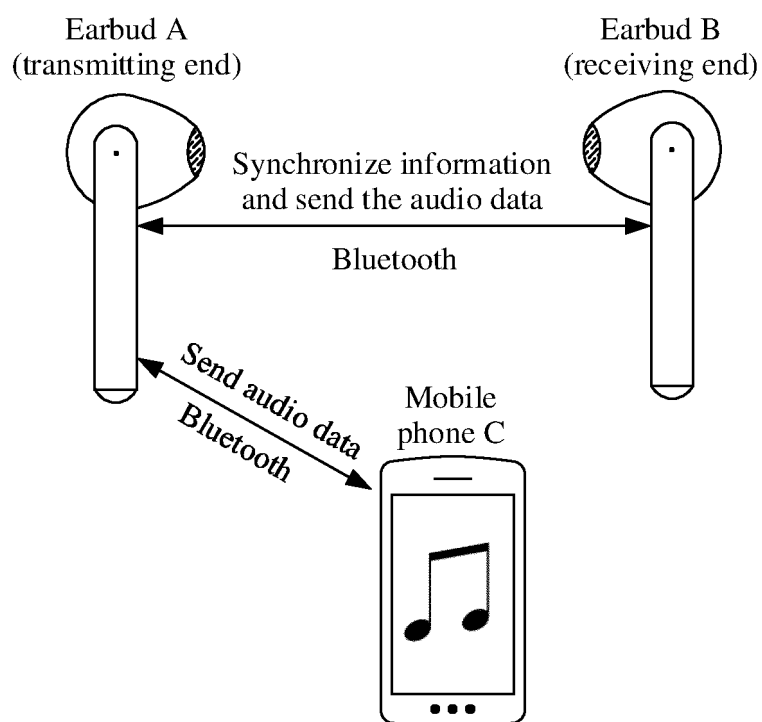 Earbud A
(transmitting end)
Earbud B
(receiving end)
Synchronize information
and send the audio data
Bluetooth
Send audio data
Bluetooth
Mobile
phone C